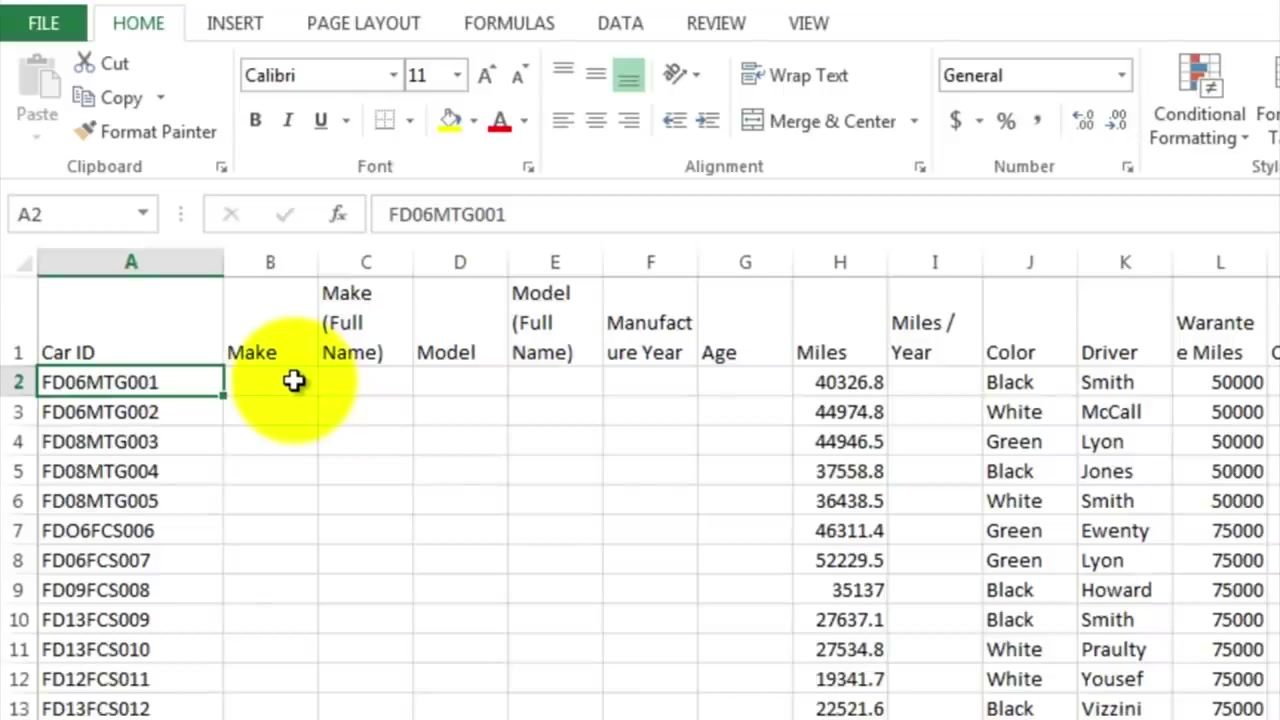 FILE HOME INSERT PAGE LAYOUT FORMULAS DATA REVIEW VIEW
Cut
Copy
Format Painter
Paste
Clipboard
Calibri 11
B I U
Font
Wrap Text
Merge & Center
Alignment
General
$ % ,
Number
Conditional
Formatting
A2 fx FD06MTG001
A B C D E F G H I J K L
1 Car ID Make Make (Full Name) Model Model (Full Name) Manufact ure Year Age Miles Miles / Year Color Driver Warante e Miles
2 FD06MTG001 40326.8 Black Smith 50000
3 FD06MTG002 44974.8 White McCall 50000
4 FD08MTG003 44946.5 Green Lyon 50000
5 FD08MTG004 37558.8 Black Jones 50000
6 FD08MTG005 36438.5 White Smith 50000
7 FDO6FCS006 46311.4 Green Ewenty 75000
8 FD06FCS007 52229.5 Green Lyon 75000
9 FD09FCS008 35137 Black Howard 75000
10 FD13FCS009 27637.1 Black Smith 75000
11 FD13FCS010 27534.8 White Praulty 75000
12 FD12FCS011 19341.7 White Yousef 75000
13 FD13FCS012 22521.6 Black Vizzini 75000